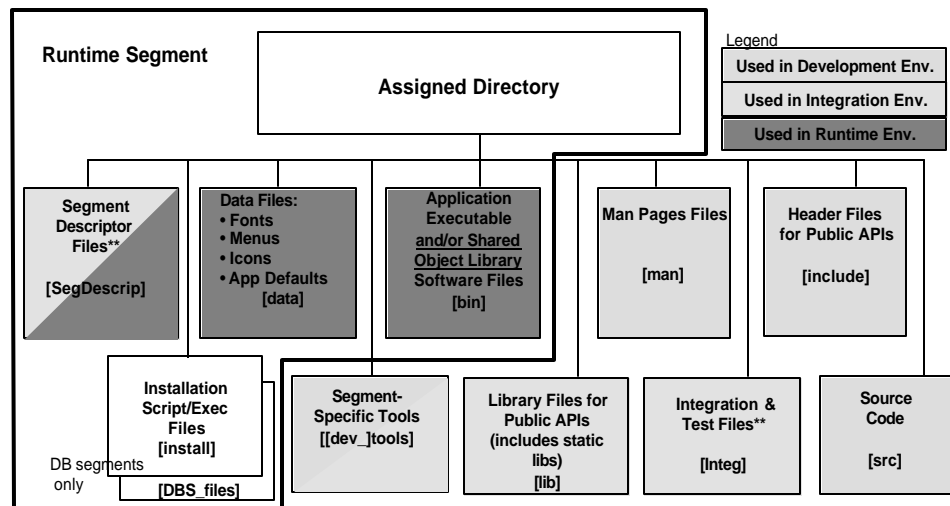 Runtime Segment
Assigned Directory
Legend
Used in Development Env.
Used in Integration Env.
Used in Runtime Env.
Segment
Descriptor
Files**
[SegDescrip]
Data Files:
• Fonts
• Menus
• Icons
• App Defaults
[data]
Application
Executable
and/or Shared
Object Library
Software Files
[bin]
Man Pages Files
[man]
Header Files
for Public APIs
[include]
Installation
Script/Exec
Files
[install]
DB segments
only
[DBS_files]
Segment-
Specific Tools
[[dev_]tools]
Library Files for
Public APIs
(includes static
libs)
[lib]
Integration &
Test Files**
[Integ]
Source
Code
[src]